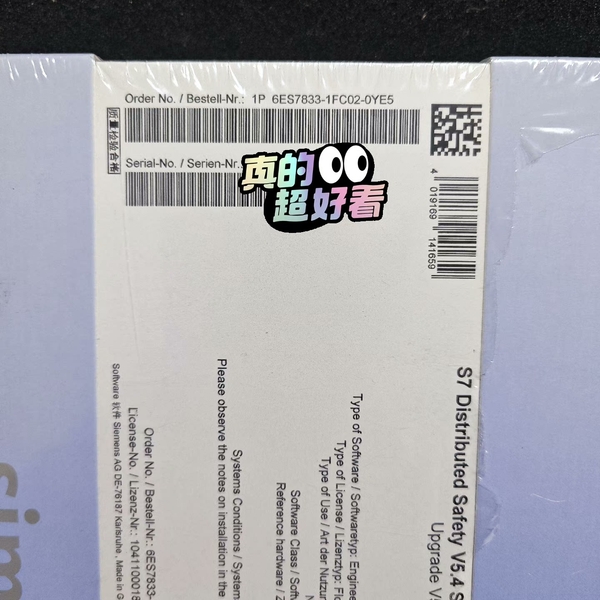 Order No. / Bestell-Nr.: 1P 6ES7833-1FC02-0YE5
质量检验合格
Serial-No. / Serien-Nr.
真的
超好看
4 019169 141659
S7 Distributed Safety V5.4 S
Upgrade V
Type of Software / Softwaretyp: Enginee
Type of License / Lizenztyp: Flo
Type of Use / Art der Nutzun
Software Class / Soft
Reference hardware / Z
Systems Conditions / System
Please observe the notes on installation in the
Order No. / Bestell-Nr.: 6ES7833-
License-No. / Lizenz-Nr.: 104110001
Software 软件 Siemens AG DE-76187 Karlsruhe, Made in G
sim